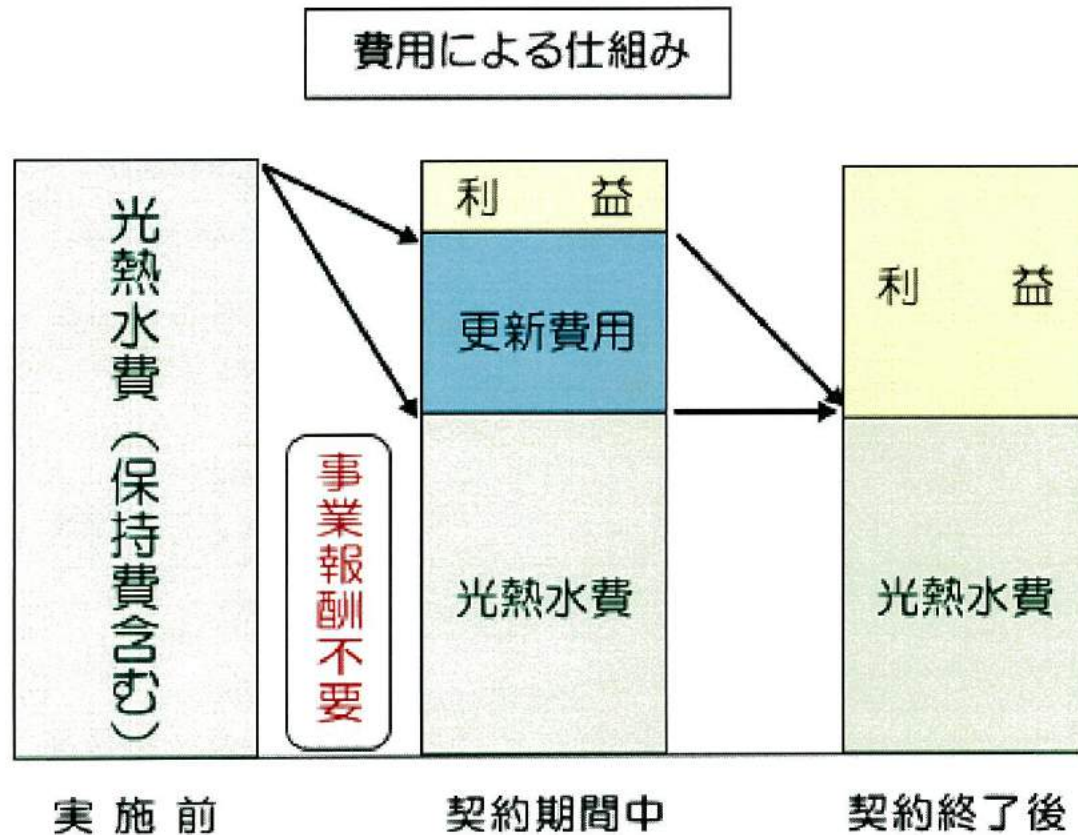 費用による仕組み
光熱水費（保持費含む）
事業報酬不要
利　　益
更新費用
光熱水費
利　　益
光熱水費
実 施 前
契約期間中
契約終了後